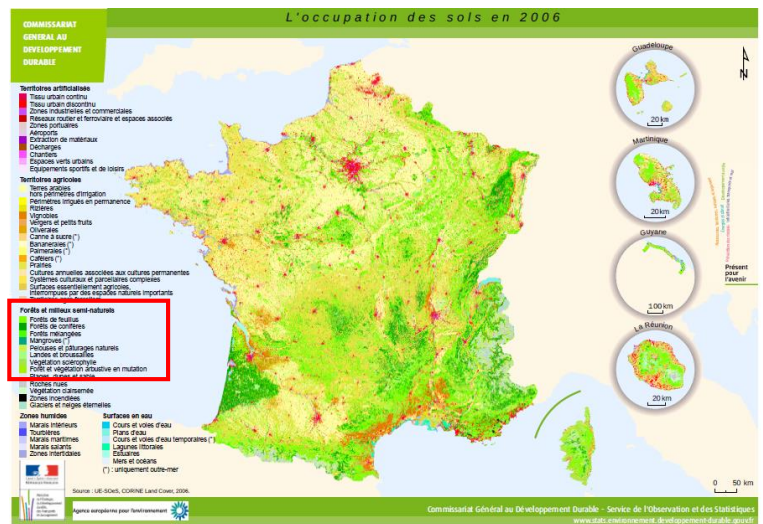 COMMISSARIAT
GENERAL AU
DEVELOPPEMENT
DURABLE
L'occupation des sols en 2006
Territoires artificialisés
Tissu urbain continu
Tissu urbain discontinu
Zones industrielles et commerciales
Réseaux routier et ferroviaire et espaces associés
Zones portuaires
Aéroports
Extraction de matériaux
Décharges
Chantiers
Espaces verts urbains
Equipements sportifs et de loisirs
Territoires agricoles
Terres arables
hors périmètres d'irrigation
Périmètres irrigués en permanence
Rizières
Vignobles
Vergers et petits fruits
Oliveraies
Canne à sucre (*)
Bananeraies (*)
Palmeraies (*)
Caféiers (*)
Prairies
Cultures annuelles associées aux cultures permanentes
Systèmes culturaux et parcellaires complexes
Surfaces essentiellement agricoles,
interrompues par des espaces naturels importants
Forêts et milieux semi-naturels
Forêts de feuillus
Forêts de conifères
Forêts mélangées
Mangroves (*)
Pelouses et pâturages naturels
Landes et broussailles
Végétation sclérophylle
Forêt et végétation arbustive en mutation
Plages, dunes et sable
Roches nues
Végétation clairsemée
Zones incendiées
Glaciers et neiges éternelles
Zones humides
Marais intérieurs
Tourbières
Marais maritimes
Marais salants
Zones intertidales
Surfaces en eau
Cours et voies d'eau
Plans d'eau
Cours et voies d'eau temporaires (*)
Lagunes littorales
Estuaires
Mers et océans
(*) : uniquement outre-mer
Guadeloupe
20 km
Martinique
20 km
Guyane
100 km
La Réunion
20 km
N
Présent
pour
l'avenir
0 50 km
Source : UE-SOeS, CORINE Land Cover, 2006.
Agence européenne pour l'environnement
Commissariat Général au Développement Durable - Service de l'Observation et des Statistiques
www.stats.environnement.developpement-durable.gouv.fr